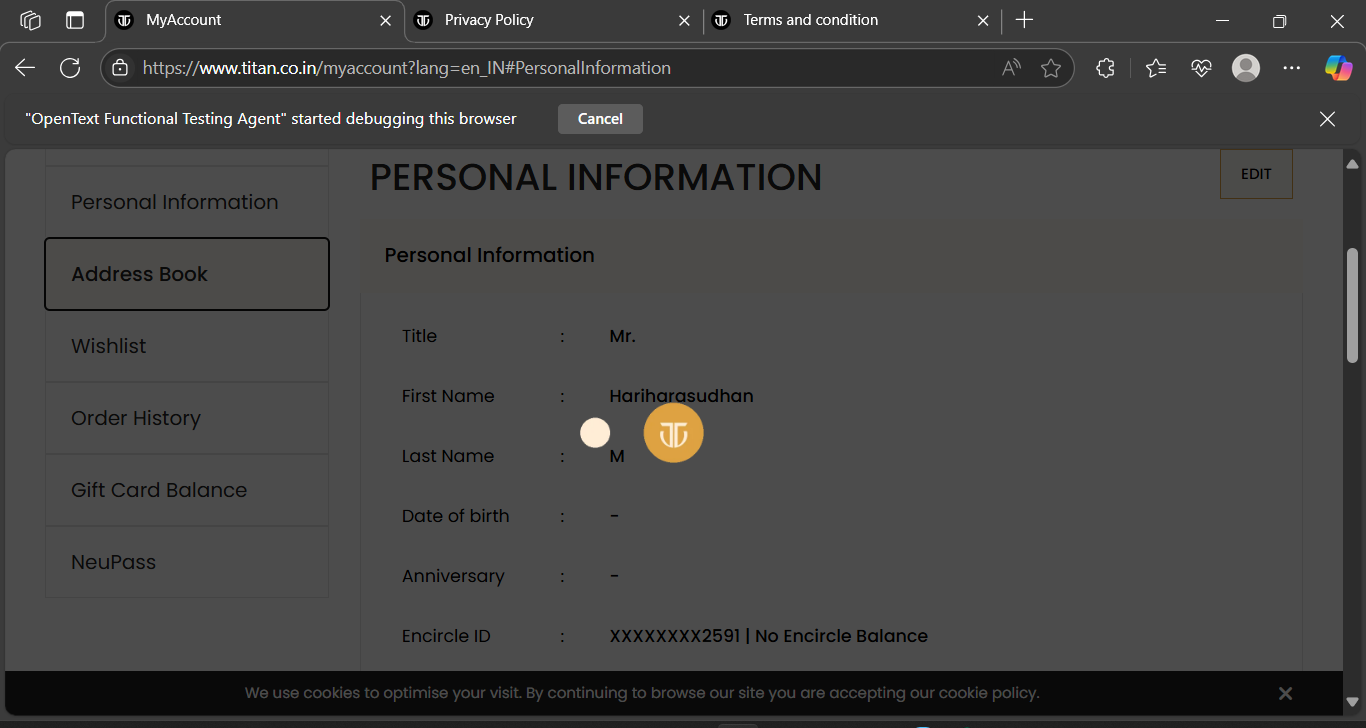 MyAccount
Privacy Policy
Terms and condition
https://www.titan.co.in/myaccount?lang=en_IN#PersonalInformation
"OpenText Functional Testing Agent" started debugging this browser
Cancel
PERSONAL INFORMATION
EDIT
Personal Information
Address Book
Wishlist
Order History
Gift Card Balance
NeuPass
Personal Information
Title : Mr.
First Name : Hariharasudhan
Last Name : M
Date of birth : -
Anniversary : -
Encircle ID : XXXXXXXX2591 | No Encircle Balance
We use cookies to optimise your visit. By continuing to browse our site you are accepting our cookie policy.